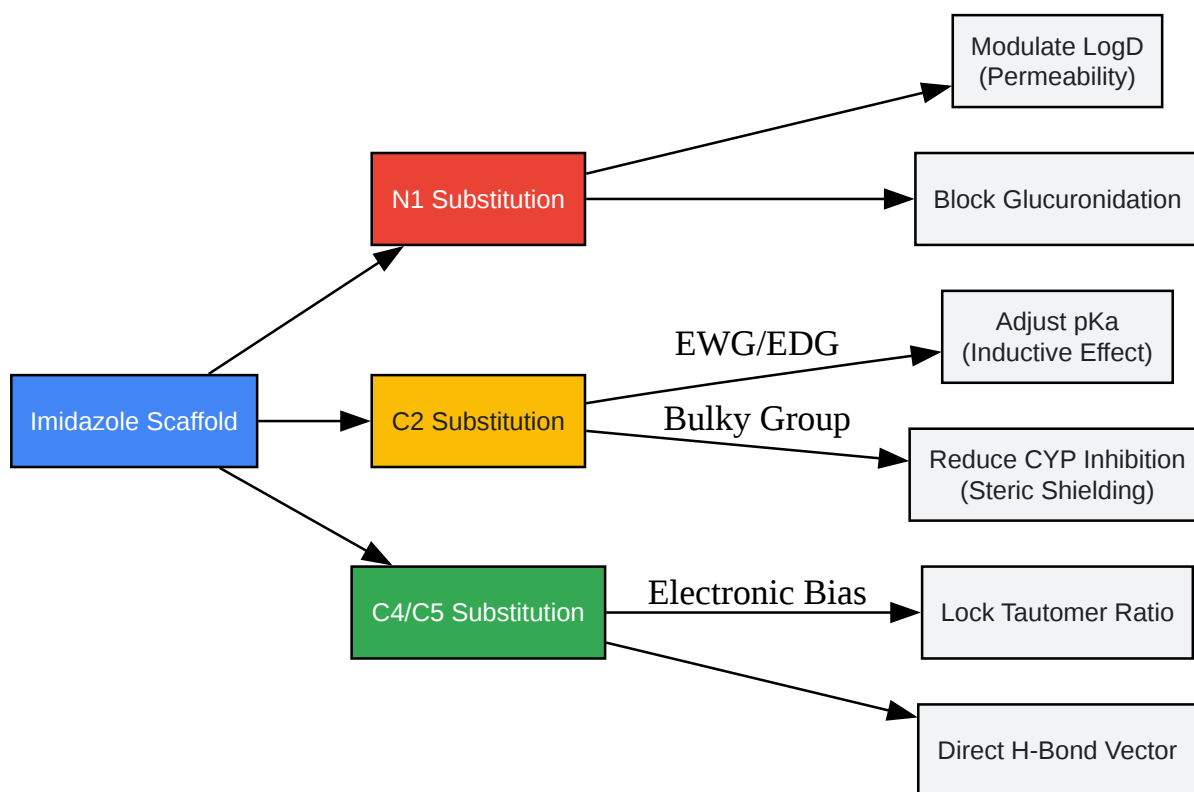 Modulate LogD
(Permeability)
N1 Substitution
Block Glucuronidation
EWG/EDG
Adjust pKa
(Inductive Effect)
Imidazole Scaffold
C2 Substitution
Bulky Group
Reduce CYP Inhibition
(Steric Shielding)
C4/C5 Substitution
Electronic Bias
Lock Tautomer Ratio
Direct H-Bond Vector